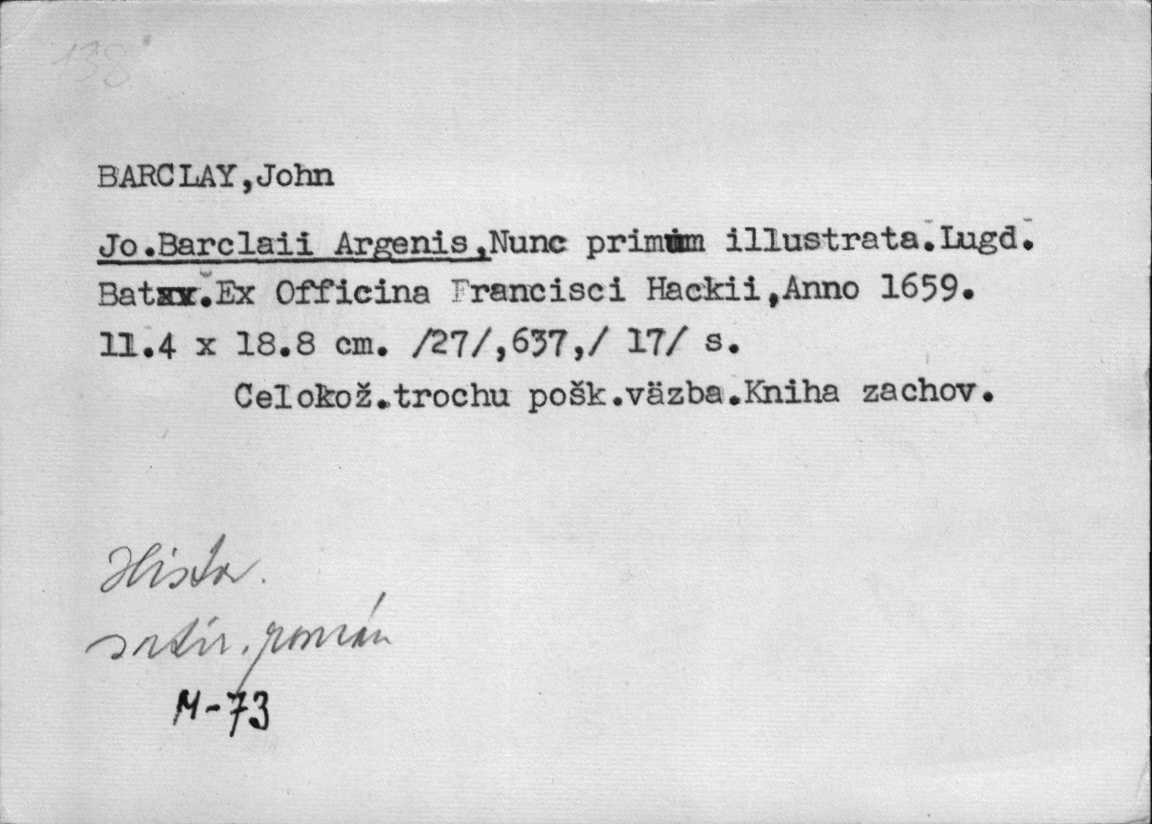 138
BARCLAY,John
Jo.Barclaii Argenis,Nunc primum illustrata.Lugd.
Bat.Ex Officina Francisci Hackii,Anno 1659.
11.4 x 18.8 cm. /27/,637,/ 17/ s.
Celokož.trochu pošk.väzba.Kniha zachov.
Histor.
satir. román
M-73